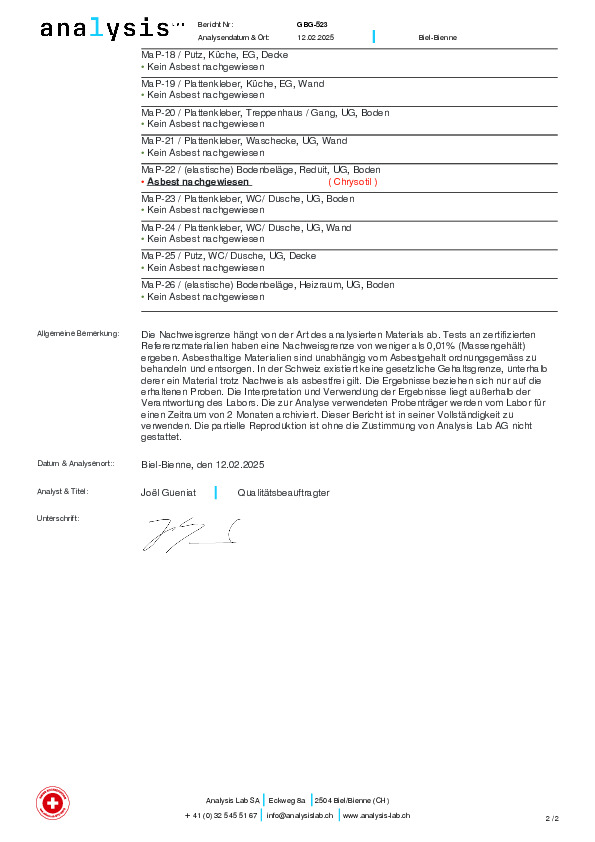 analysis
Bericht Nr: GBG-523
Analysendatum & Ort: 12.02.2025 Biel-Bienne
MaP-18 / Putz, Küche, EG, Decke
• Kein Asbest nachgewiesen
MaP-19 / Plattenkleber, Küche, EG, Wand
• Kein Asbest nachgewiesen
MaP-20 / Plattenkleber, Treppenhaus / Gang, UG, Boden
• Kein Asbest nachgewiesen
MaP-21 / Plattenkleber, Waschecke, UG, Wand
• Kein Asbest nachgewiesen
MaP-22 / (elastische) Bodenbeläge, Reduit, UG, Boden
• Asbest nachgewiesen ( Chrysotil )
MaP-23 / Plattenkleber, WC/ Dusche, UG, Boden
• Kein Asbest nachgewiesen
MaP-24 / Plattenkleber, WC/ Dusche, UG, Wand
• Kein Asbest nachgewiesen
MaP-25 / Putz, WC/ Dusche, UG, Decke
• Kein Asbest nachgewiesen
MaP-26 / (elastische) Bodenbeläge, Heizraum, UG, Boden
• Kein Asbest nachgewiesen
Allgemeine Bemerkung: Die Nachweisgrenze hängt von der Art des analysierten Materials ab. Tests an zertifizierten
Referenzmaterialien haben eine Nachweisgrenze von weniger als 0,01% (Massengehält)
ergeben. Asbesthaltige Materialien sind unabhängig vom Asbestgehalt ordnungsgemäss zu
behandeln und entsorgen. In der Schweiz existiert keine gesetzliche Gehaltsgrenze, unterhalb
derer ein Material trotz Nachweis als asbestfrei gilt. Die Ergebnisse beziehen sich nur auf die
erhaltenen Proben. Die Interpretation und Verwendung der Ergebnisse liegt außerhalb der
Verantwortung des Labors. Die zur Analyse verwendeten Probenträger werden vom Labor für
einen Zeitraum von 2 Monaten archiviert. Dieser Bericht ist in seiner Vollständigkeit zu
verwenden. Die partielle Reproduktion ist ohne die Zustimmung von Analysis Lab AG nicht
gestattet.
Datum & Analysenort:: Biel-Bienne, den 12.02.2025
Analyst & Titel: Joël Gueniat Qualitätsbeauftragter
Unterschrift:
Analysis Lab SA Eckweg 8a 2504 Biel/Bienne (CH)
+ 41 (0) 32 545 51 67 info@analysislab.ch www.analysis-lab.ch
2 / 2